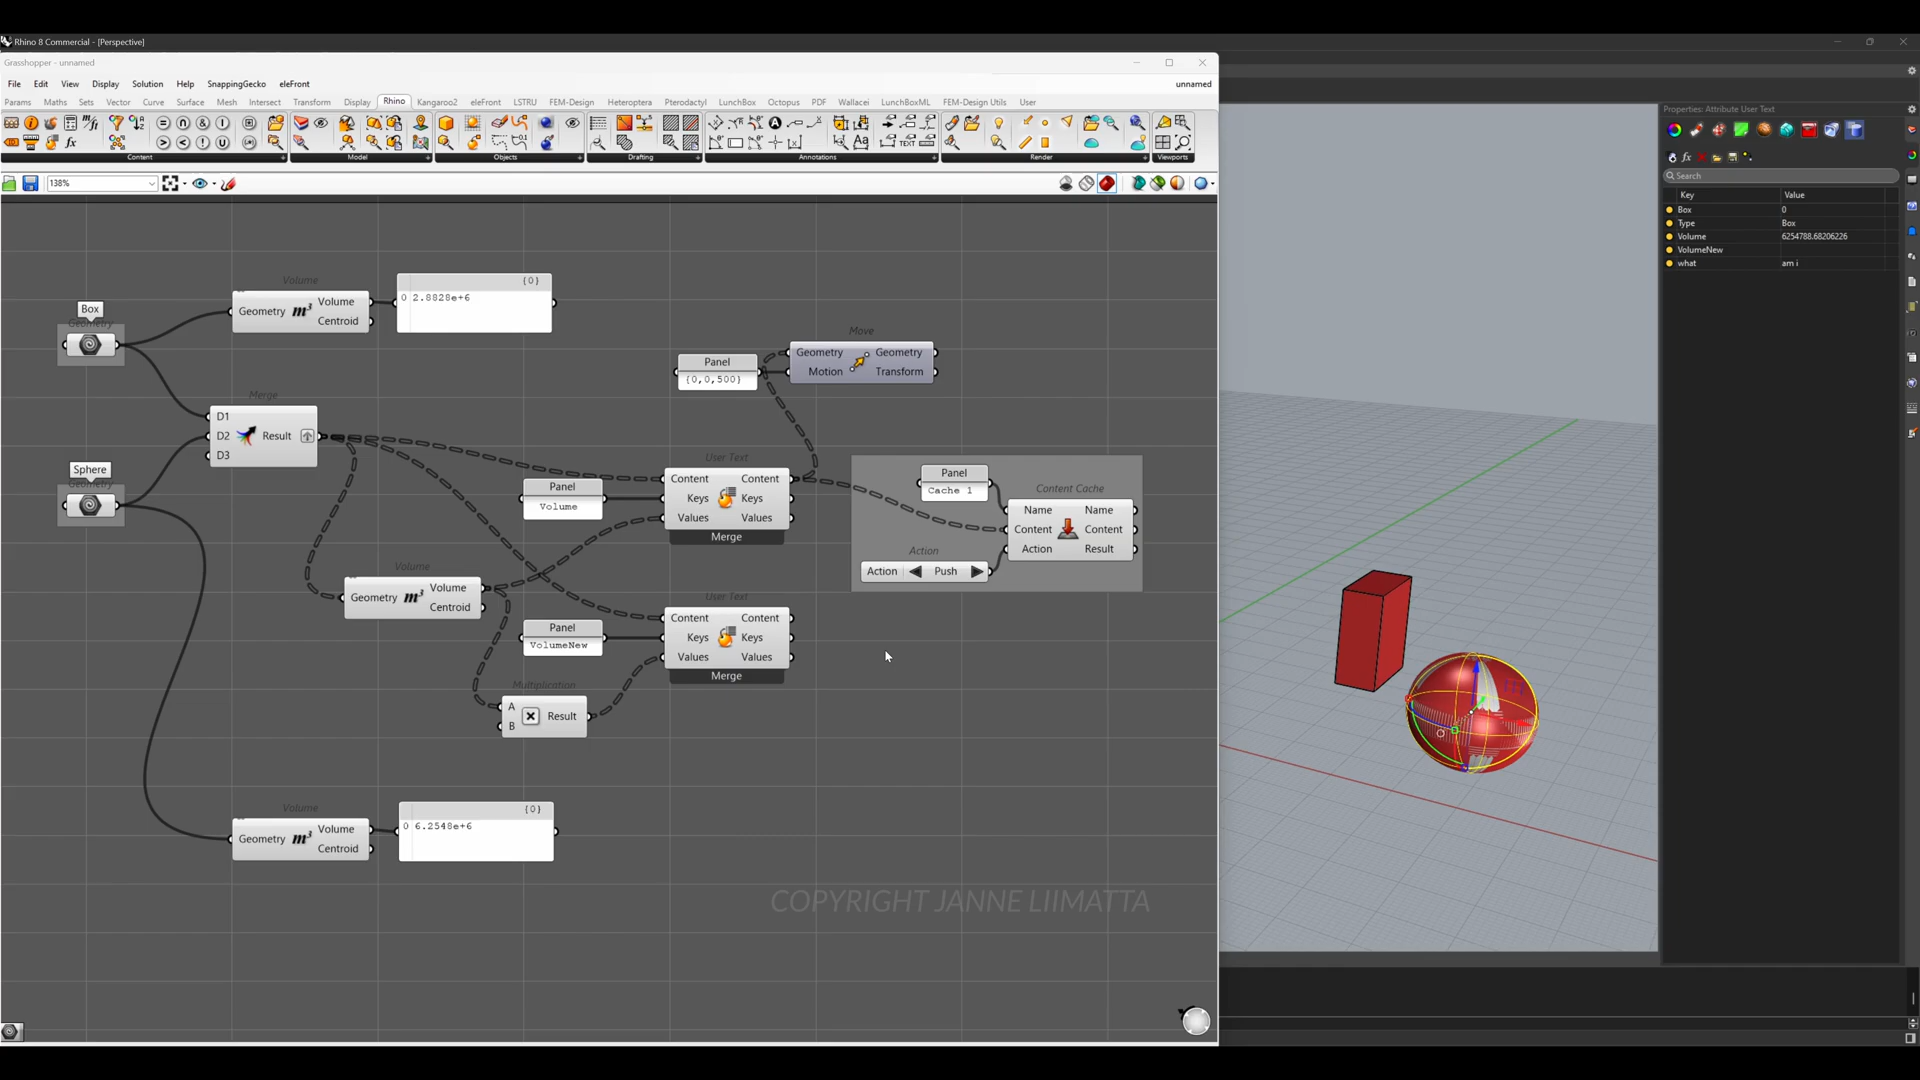 Rhino 8 Commercial - [Perspective]
Grasshopper - unnamed
File Edit View Display Solution Help SnappingGecko eleFront
unnamed
Params Maths Sets Vector Curve Surface Mesh Intersect Transform Display Rhino Kangaroo2 eleFront LSTRU FEM-Design Heteroptera Pterodactyl LunchBox Octopus PDF Wallacei LunchBoxML FEM-Design Utils User
Content Model Objects Drafting Annotations Render Viewports
138%
Properties: Attribute User Text
Search
Key Value
Box 0
Type Box
Volume 6254788.68206226
VolumeNew
what am i
Volume
{0}
Box
Geometry
Geometry Volume
Centroid
0 2.8828e+6
Move
Panel
{0,0,500}
Geometry Geometry
Motion Transform
Merge
D1
D2 Result
D3
Sphere
Geometry
User Text
Panel
Volume
Content Content
Keys Keys
Values Values
Merge
Panel
Cache 1
Content Cache
Name Name
Content Content
Action Result
Action
Action Push
Volume
Geometry Volume
Centroid
User Text
Panel
VolumeNew
Content Content
Keys Keys
Values Values
Merge
Multiplication
A
B
Result
Volume
{0}
Geometry Volume
Centroid
0 6.2548e+6
COPYRIGHT JANNE LIIMATTA